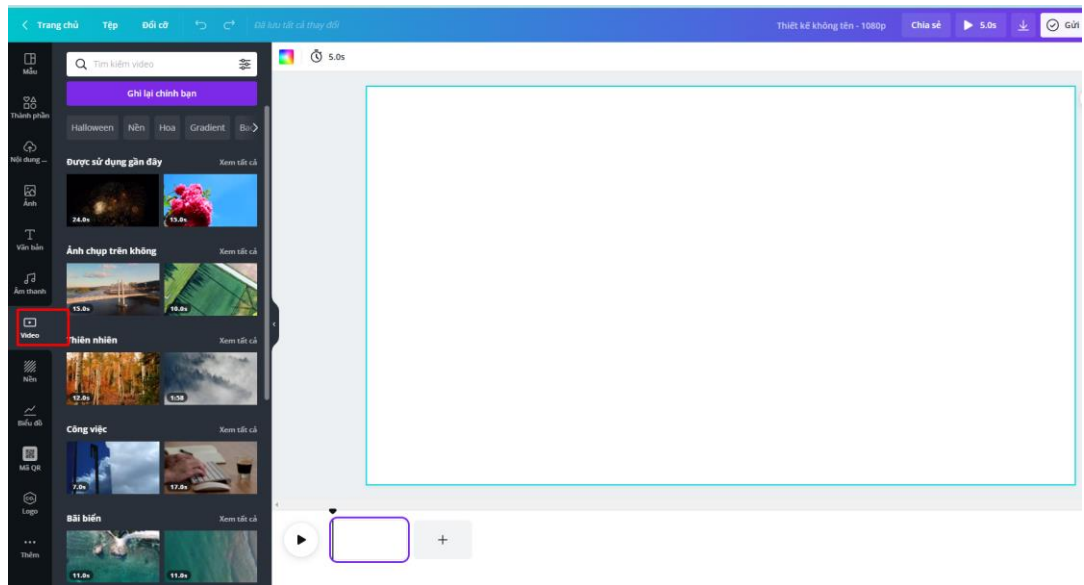 Trang chủ Tệp Đổi cỡ Đã lưu tất cả thay đổi Thiết kế không tên - 1080p Chia sẻ 5.0s Gửi
Mẫu
Thành phần
Nội dung ...
Ảnh
Văn bản
Âm thanh
Video
Nền
Biểu đồ
Mã QR
Logo
Thêm
Tìm kiếm video
Ghi lại chính bạn
Halloween Nền Hoa Gradient
Được sử dụng gần đây Xem tất cả
24.0s 15.0s
Ảnh chụp trên không Xem tất cả
15.0s 10.0s
Thiên nhiên Xem tất cả
12.0s 1:58
Công việc Xem tất cả
7.0s 17.0s
Bãi biển Xem tất cả
11.0s 11.0s
5.0s